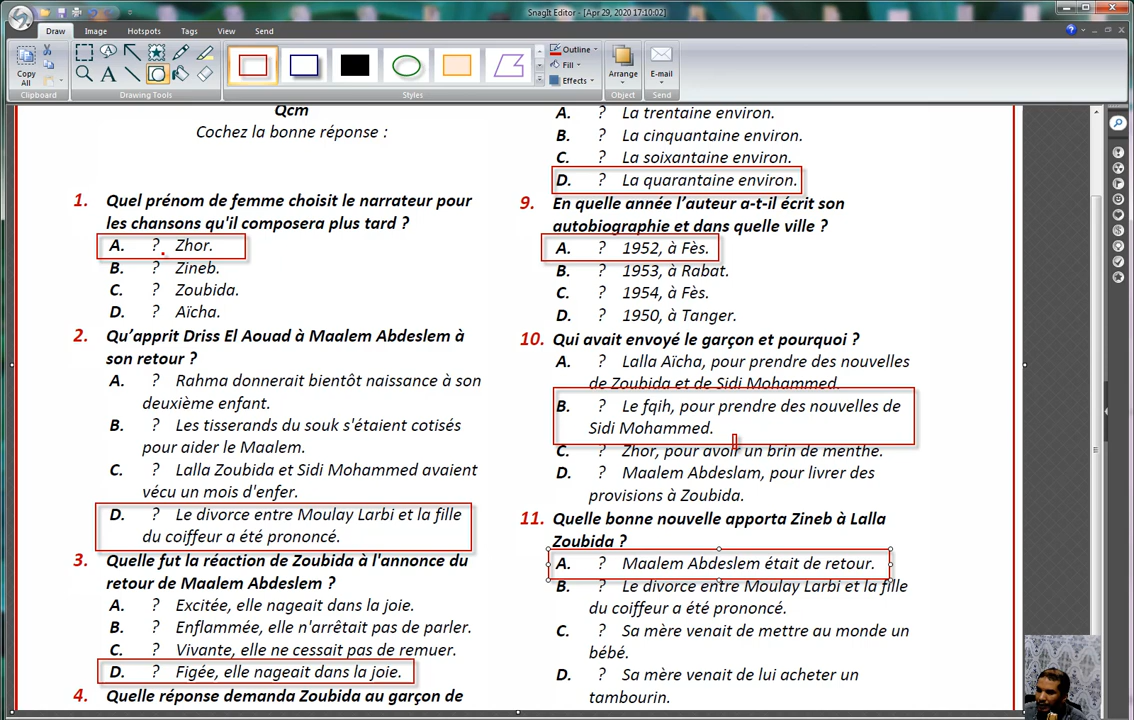 SnagIt Editor - [Apr 29, 2020 17:10:02]
Draw
Image
Hotspots
Tags
View
Send
Copy
All
Clipboard
Drawing Tools
Styles
Outline
Fill
Effects
Arrange
Object
E-mail
Send
Qcm
Cochez la bonne réponse :
1. Quel prénom de femme choisit le narrateur pour
les chansons qu'il composera plus tard ?
A. ? Zhor.
B. ? Zineb.
C. ? Zoubida.
D. ? Aïcha.
2. Qu’apprit Driss El Aouad à Maalem Abdeslem à
son retour ?
A. ? Rahma donnerait bientôt naissance à son
deuxième enfant.
B. ? Les tisserands du souk s'étaient cotisés
pour aider le Maalem.
C. ? Lalla Zoubida et Sidi Mohammed avaient
vécu un mois d'enfer.
D. ? Le divorce entre Moulay Larbi et la fille
du coiffeur a été prononcé.
3. Quelle fut la réaction de Zoubida à l'annonce du
retour de Maalem Abdeslem ?
A. ? Excitée, elle nageait dans la joie.
B. ? Enflammée, elle n'arrêtait pas de parler.
C. ? Vivante, elle ne cessait pas de remuer.
D. ? Figée, elle nageait dans la joie.
4. Quelle réponse demanda Zoubida au garçon de
A. ? La trentaine environ.
B. ? La cinquantaine environ.
C. ? La soixantaine environ.
D. ? La quarantaine environ.
9. En quelle année l’auteur a-t-il écrit son
autobiographie et dans quelle ville ?
A. ? 1952, à Fès.
B. ? 1953, à Rabat.
C. ? 1954, à Fès.
D. ? 1950, à Tanger.
10. Qui avait envoyé le garçon et pourquoi ?
A. ? Lalla Aïcha, pour prendre des nouvelles
de Zoubida et de Sidi Mohammed.
B. ? Le fqih, pour prendre des nouvelles de
Sidi Mohammed.
C. ? Zhor, pour avoir un brin de menthe.
D. ? Maalem Abdeslam, pour livrer des
provisions à Zoubida.
11. Quelle bonne nouvelle apporta Zineb à Lalla
Zoubida ?
A. ? Maalem Abdeslem était de retour.
B. ? Le divorce entre Moulay Larbi et la fille
du coiffeur a été prononcé.
C. ? Sa mère venait de mettre au monde un
bébé.
D. ? Sa mère venait de lui acheter un
tambourin.